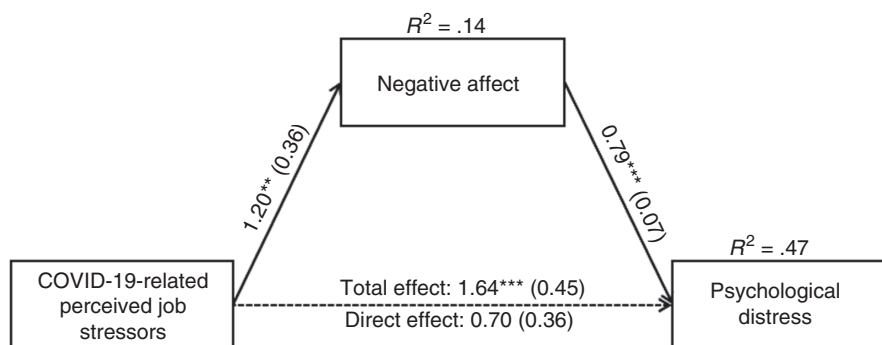 R² = .14
Negative affect
1.20** (0.36)
0.79*** (0.07)
R² = .47
COVID-19-related
perceived job
stressors
Total effect: 1.64*** (0.45)
Direct effect: 0.70 (0.36)
Psychological
distress